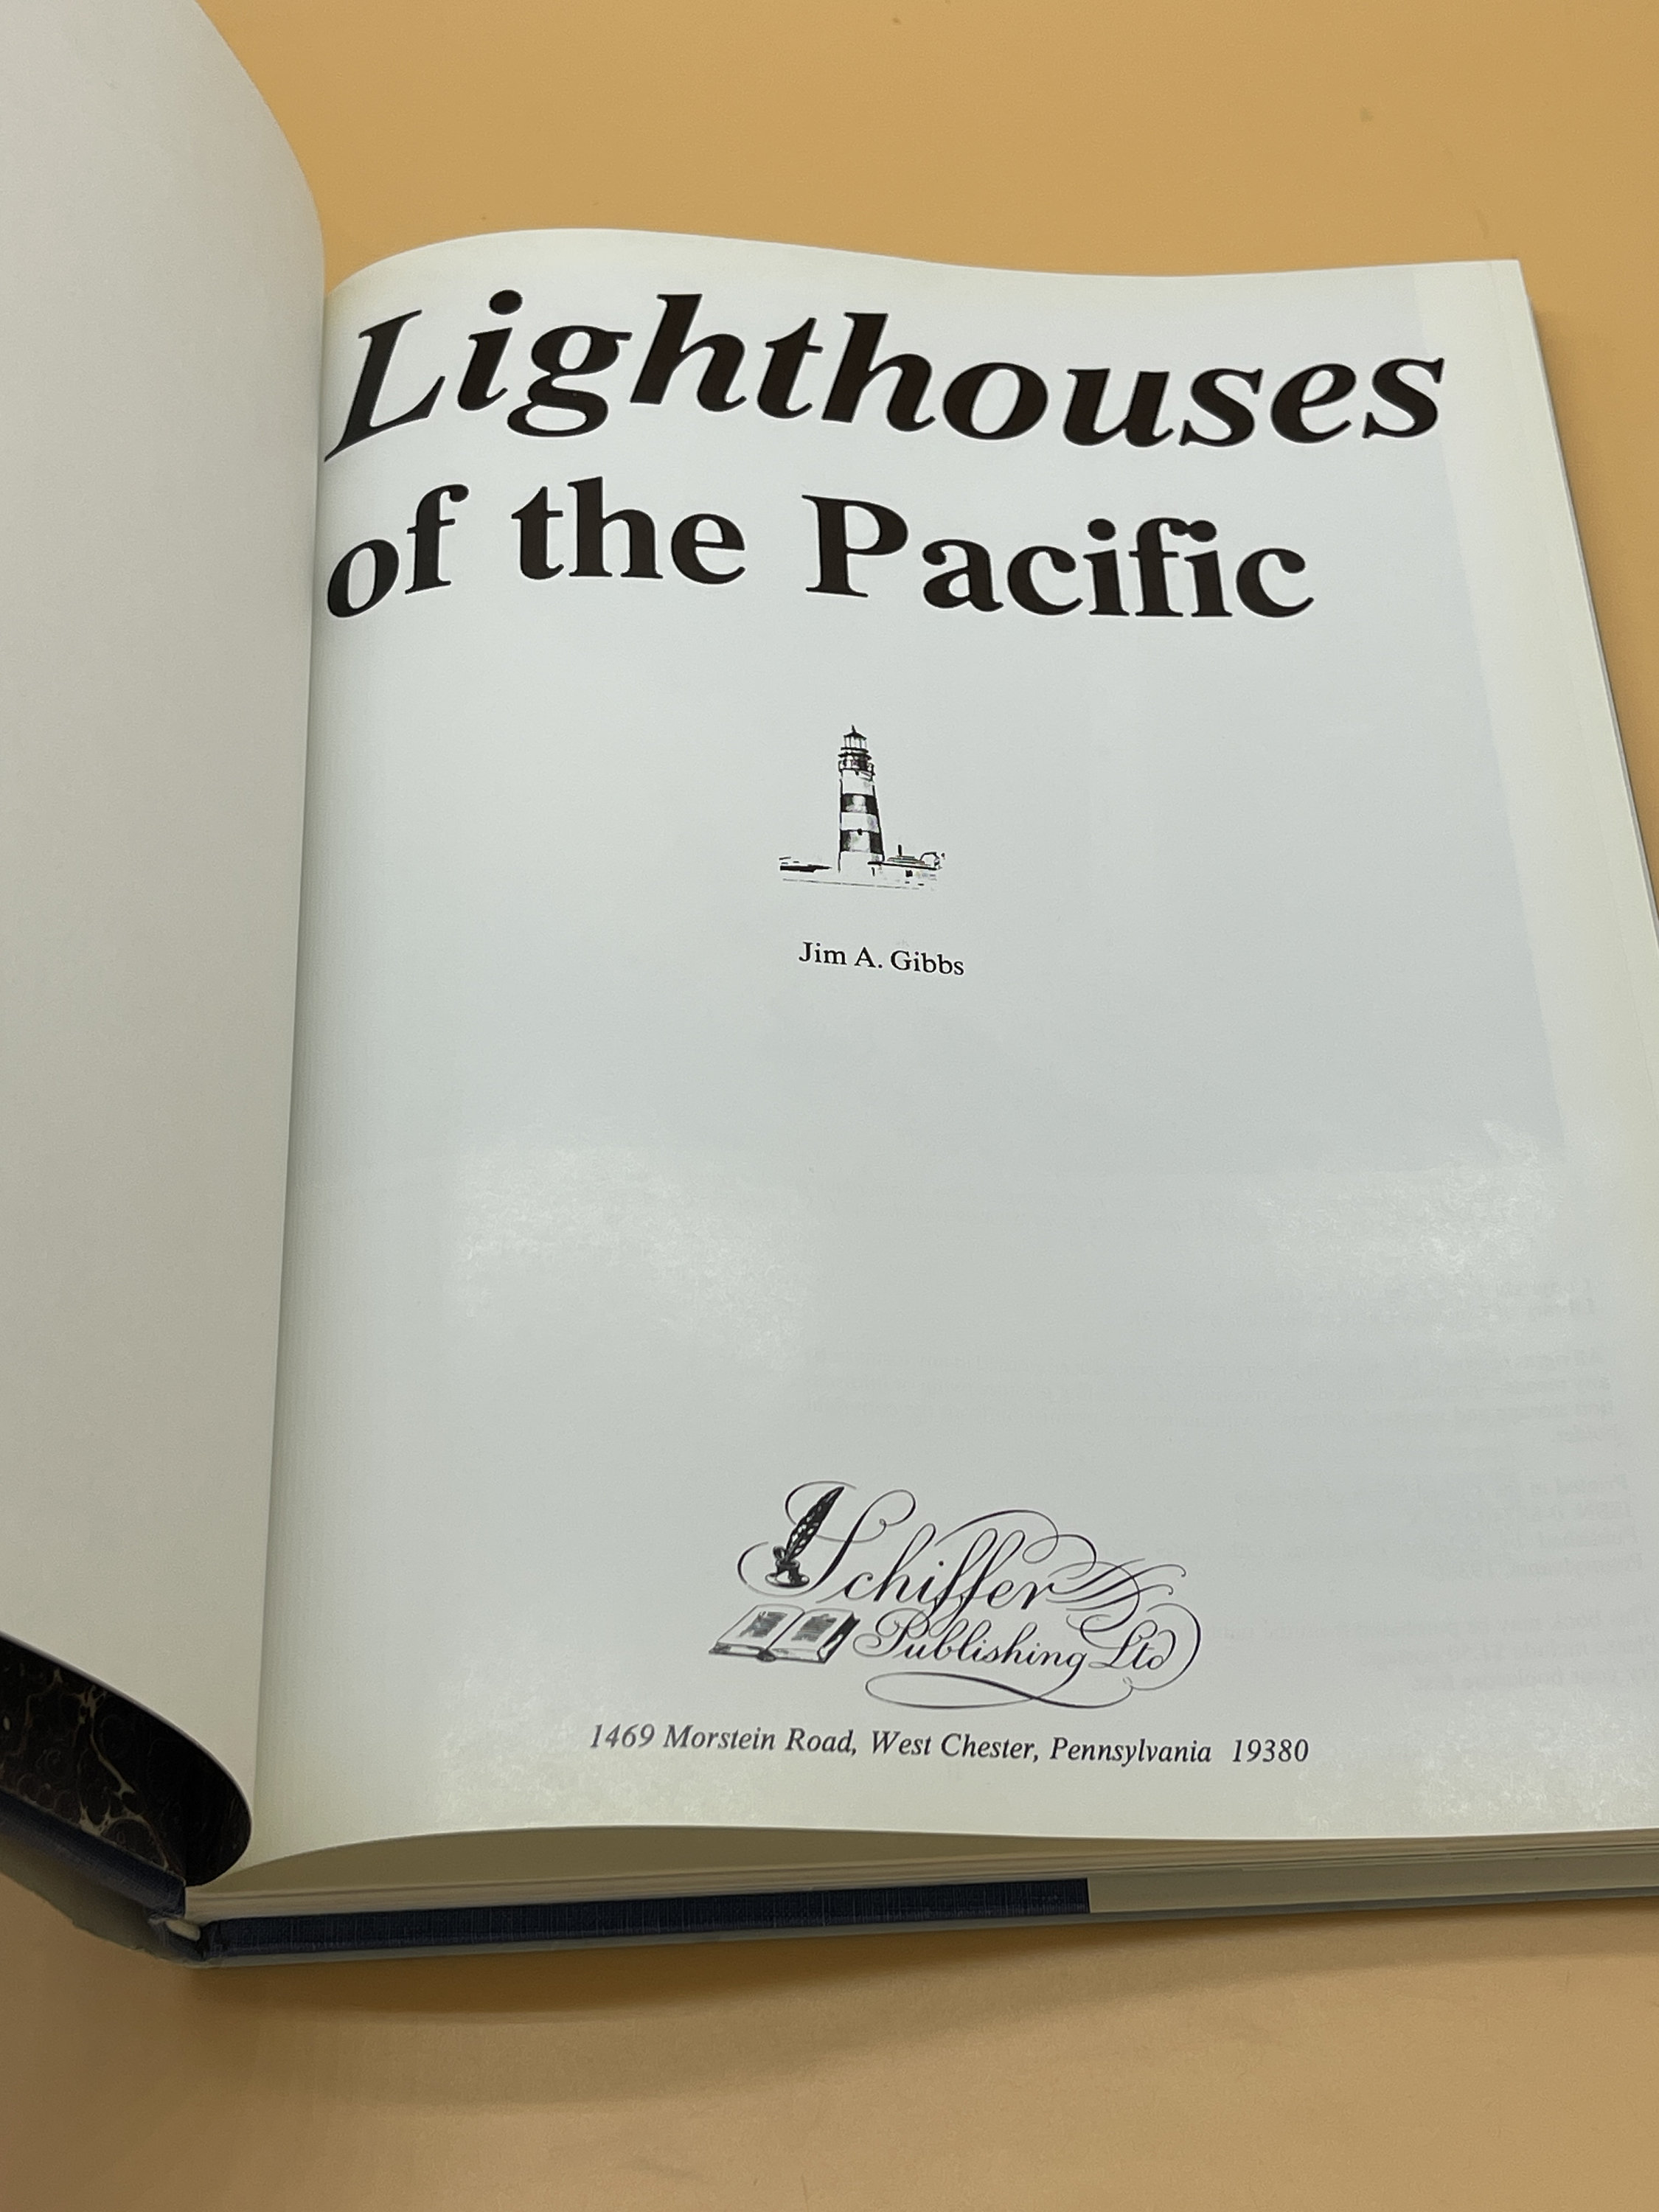 Lighthouses
of the Pacific
Jim A. Gibbs
Schiffer
Publishing Ltd
1469 Morstein Road, West Chester, Pennsylvania 19380